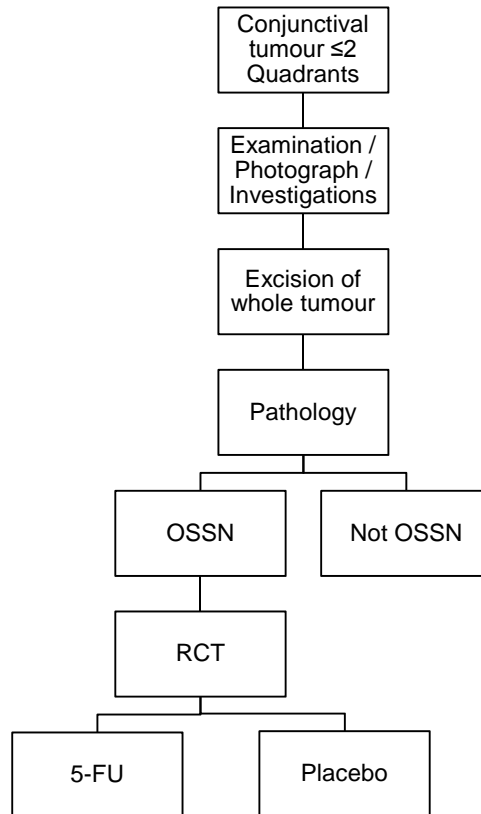 Conjunctival
tumour ≤2
Quadrants
Examination /
Photograph /
Investigations
Excision of
whole tumour
Pathology
OSSN
Not OSSN
RCT
5-FU
Placebo